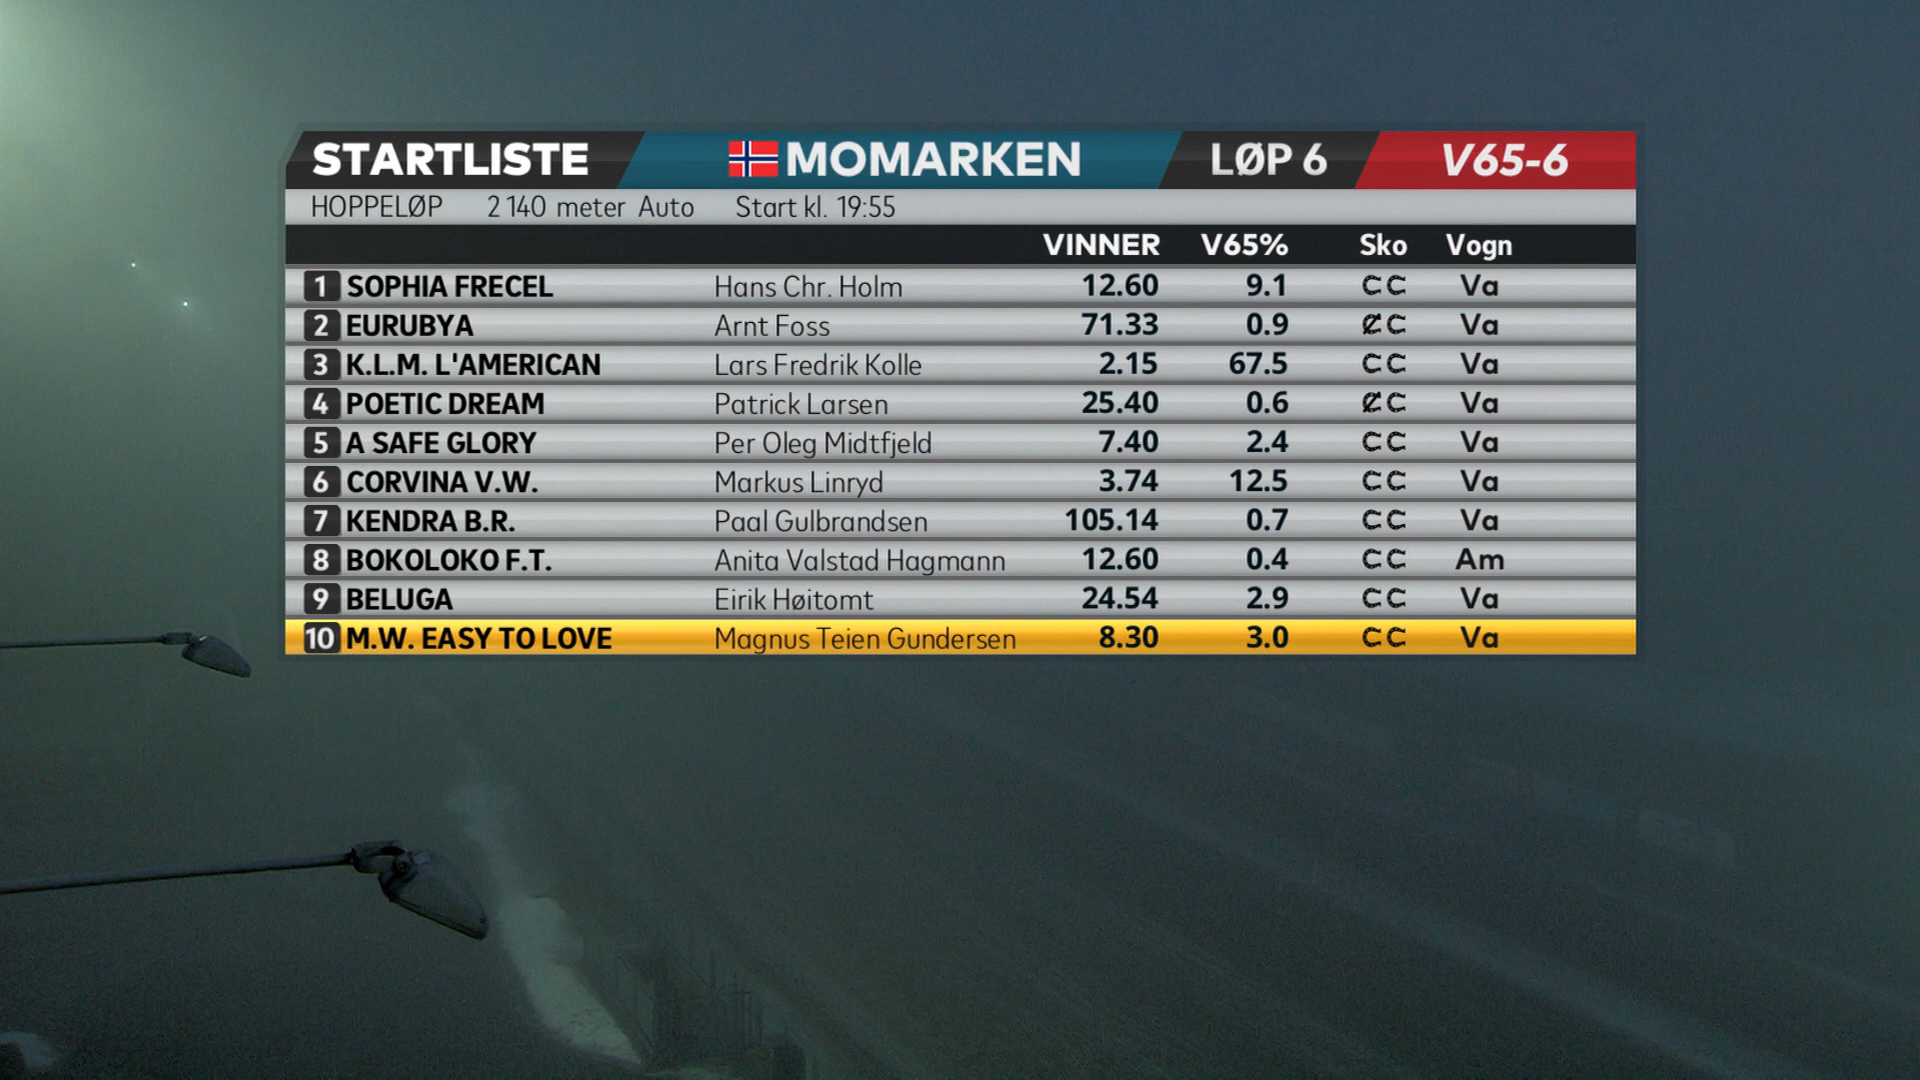 STARTLISTE MOMARKEN LØP 6 V65-6
HOPPELØP 2 140 meter Auto Start kl. 19:55
VINNER V65% Sko Vogn
1 SOPHIA FRECEL Hans Chr. Holm 12.60 9.1 Va
2 EURUBYA Arnt Foss 71.33 0.9 Va
3 K.L.M. L'AMERICAN Lars Fredrik Kolle 2.15 67.5 Va
4 POETIC DREAM Patrick Larsen 25.40 0.6 Va
5 A SAFE GLORY Per Oleg Midtfjeld 7.40 2.4 Va
6 CORVINA V.W. Markus Linryd 3.74 12.5 Va
7 KENDRA B.R. Paal Gulbrandsen 105.14 0.7 Va
8 BOKOLOKO F.T. Anita Valstad Hagmann 12.60 0.4 Am
9 BELUGA Eirik Høitomt 24.54 2.9 Va
10 M.W. EASY TO LOVE Magnus Teien Gundersen 8.30 3.0 Va